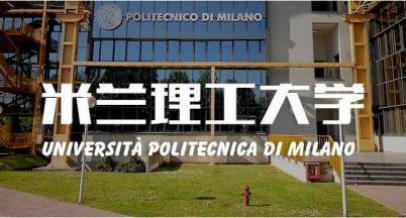 POLITECNICO DI MILANO
米兰理工大学
UNIVERSITÀ POLITECNICA DI MILANO